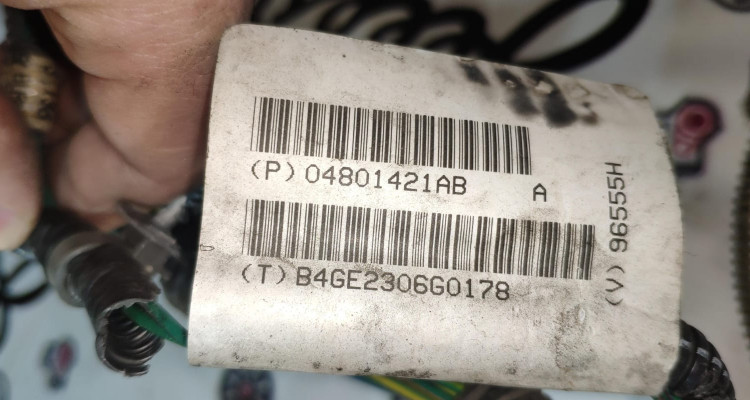 (P) 04801421AB A
(T) B4GE2306G0178
(V) 96555H